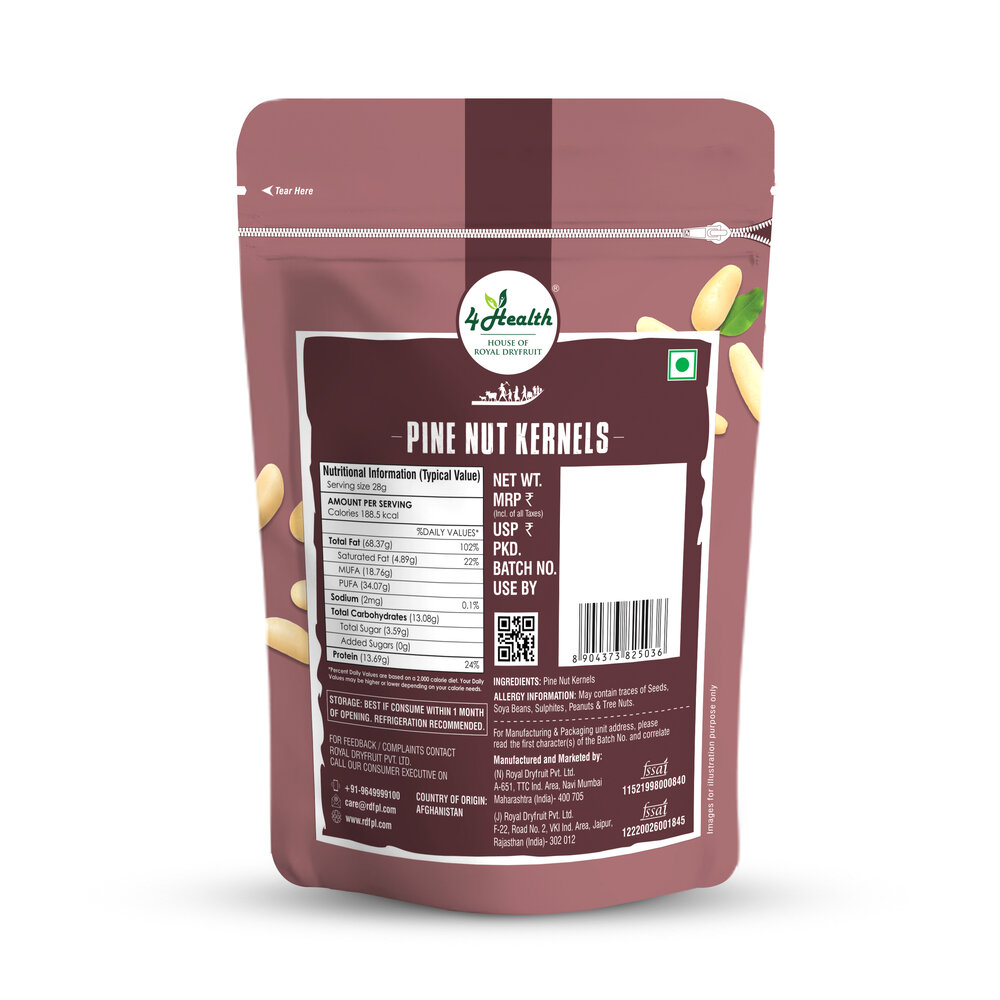 Tear Here
4Health
®
HOUSE OF
ROYAL DRYFRUIT
PINE NUT KERNELS
Nutritional Information (Typical Value)
Serving size 28g
AMOUNT PER SERVING
Calories 188.5 kcal
%DAILY VALUES*
Total Fat (68.37g) 102%
Saturated Fat (4.89g) 22%
MUFA (18.76g)
PUFA (34.07g)
Sodium (2mg) 0.1%
Total Carbohydrates (13.08g)
Total Sugar (3.59g)
Added Sugars (0g)
Protein (13.69g) 24%
*Percent Daily Values are based on a 2,000 calorie diet. Your Daily
Values may be higher or lower depending on your calorie needs.
STORAGE: BEST IF CONSUME WITHIN 1 MONTH
OF OPENING. REFRIGERATION RECOMMENDED.
FOR FEEDBACK / COMPLAINTS CONTACT
ROYAL DRYFRUIT PVT. LTD.
CALL OUR CONSUMER EXECUTIVE ON
+91-9649999100
care@rdfpl.com
www.rdfpl.com
COUNTRY OF ORIGIN:
AFGHANISTAN
NET WT.
MRP ₹
(Incl. of all Taxes)
USP ₹
PKD.
BATCH NO.
USE BY
8 904373 825036
INGREDIENTS: Pine Nut Kernels
ALLERGY INFORMATION: May contain traces of Seeds,
Soya Beans, Sulphites, Peanuts & Tree Nuts.
For Manufacturing & Packaging unit address, please
read the first character(s) of the Batch No. and correlate
Manufactured and Marketed by:
(N) Royal Dryfruit Pvt. Ltd.
A-651, TTC Ind. Area, Navi Mumbai
Maharashtra (India)- 400 705
fssai
11521998000840
(J) Royal Dryfruit Pvt. Ltd.
F-22, Road No. 2, VKI Ind. Area, Jaipur,
Rajasthan (India)- 302 012
fssai
12220026001845
Images for illustration purpose only